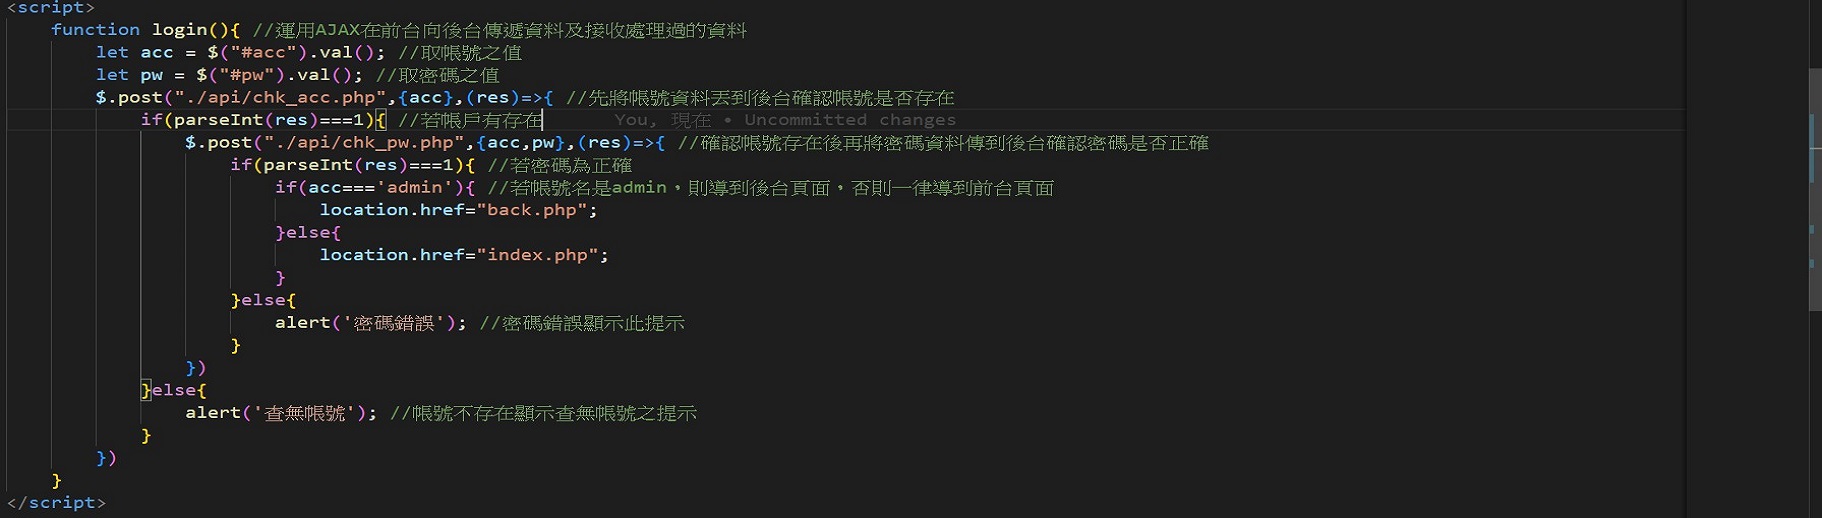 <script>
function login(){ //運用AJAX在前台向後台傳遞資料及接收處理過的資料
let acc = $("#acc").val(); //取帳號之值
let pw = $("#pw").val(); //取密碼之值
$.post("./api/chk_acc.php",{acc},(res)=>{ //先將帳號資料丟到後台確認帳號是否存在
if(parseInt(res)===1){ //若帳戶有存在 You, 現在 • Uncommitted changes
$.post("./api/chk_pw.php",{acc,pw},(res)=>{ //確認帳號存在後再將密碼資料傳到後台確認密碼是否正確
if(parseInt(res)===1){ //若密碼為正確
if(acc==='admin'){ //若帳號名是admin，則導到後台頁面，否則一律導到前台頁面
location.href="back.php";
}else{
location.href="index.php";
}
}else{
alert('密碼錯誤'); //密碼錯誤顯示此提示
}
})
}else{
alert('查無帳號'); //帳號不存在顯示查無帳號之提示
}
})
}
</script>